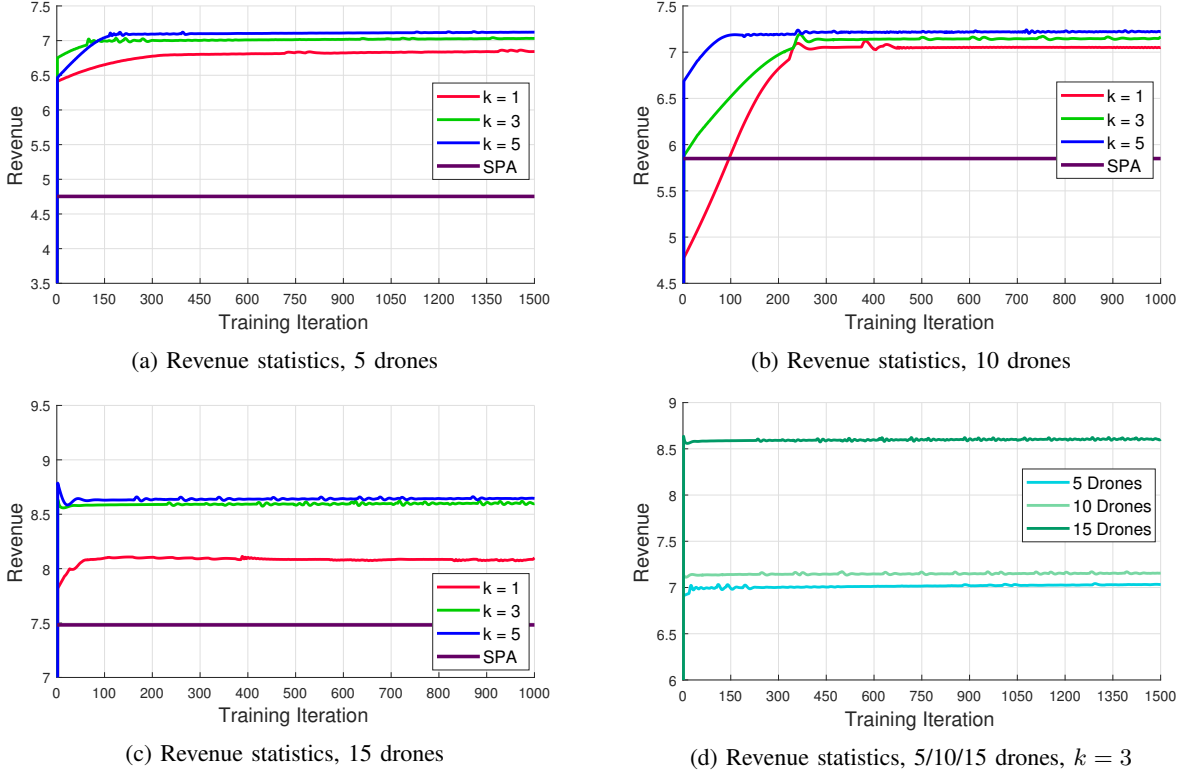 7.5
7
6.5
6
5.5
5
4.5
4
3.5
Revenue
k = 1
k = 3
k = 5
SPA
0 150 300 450 600 750 900 1050 1200 1350 1500
Training Iteration
(a) Revenue statistics, 5 drones
7.5
7
6.5
6
5.5
5
4.5
Revenue
k = 1
k = 3
k = 5
SPA
0 100 200 300 400 500 600 700 800 900 1000
Training Iteration
(b) Revenue statistics, 10 drones
9.5
9
8.5
8
7.5
7
Revenue
k = 1
k = 3
k = 5
SPA
0 100 200 300 400 500 600 700 800 900 1000
Training Iteration
(c) Revenue statistics, 15 drones
9
8.5
8
7.5
7
6.5
6
Revenue
5 Drones
10 Drones
15 Drones
0 150 300 450 600 750 900 1050 1200 1350 1500
Training Iteration
(d) Revenue statistics, 5/10/15 drones, k = 3